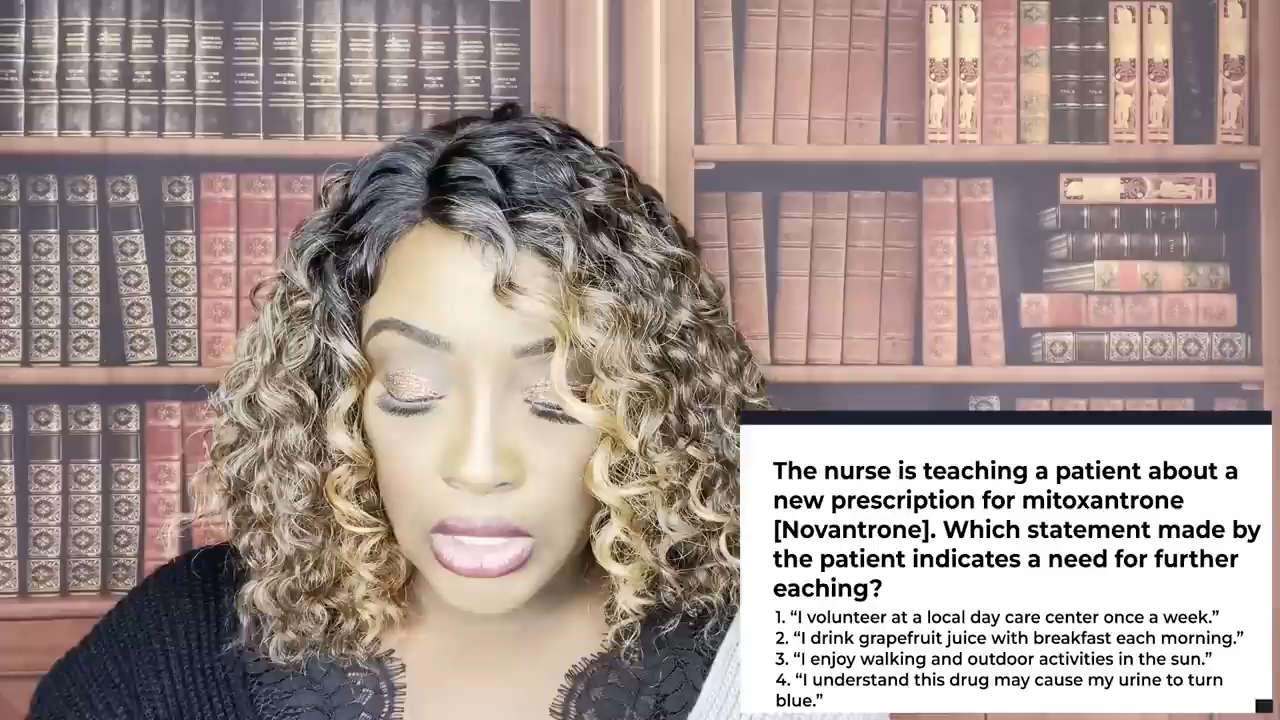 The nurse is teaching a patient about a
new prescription for mitoxantrone
[Novantrone]. Which statement made by
the patient indicates a need for further
eaching?
1. “I volunteer at a local day care center once a week.”
2. “I drink grapefruit juice with breakfast each morning.”
3. “I enjoy walking and outdoor activities in the sun.”
4. “I understand this drug may cause my urine to turn
blue.”